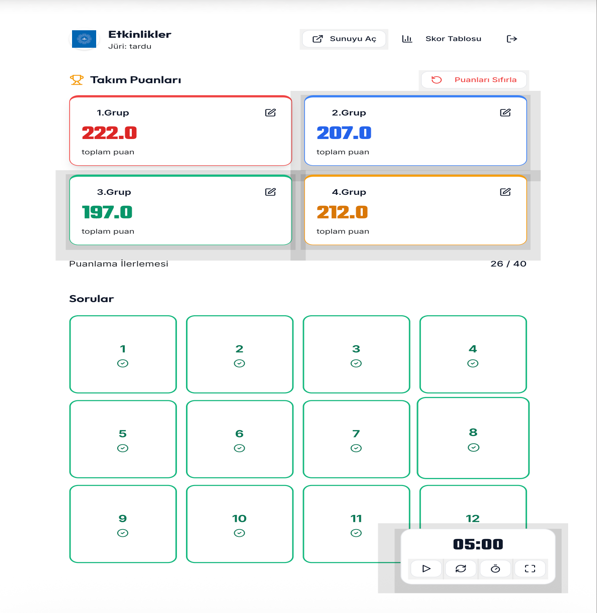 Etkinlikler
Jüri: tardu
Sunuyu Aç
Skor Tablosu
Takım Puanları
Puanları Sıfırla
1.Grup
222.0
toplam puan
2.Grup
207.0
toplam puan
3.Grup
197.0
toplam puan
4.Grup
212.0
toplam puan
Puanlama İlerlemesi
26 / 40
Sorular
1
2
3
4
5
6
7
8
9
10
11
12
05:00